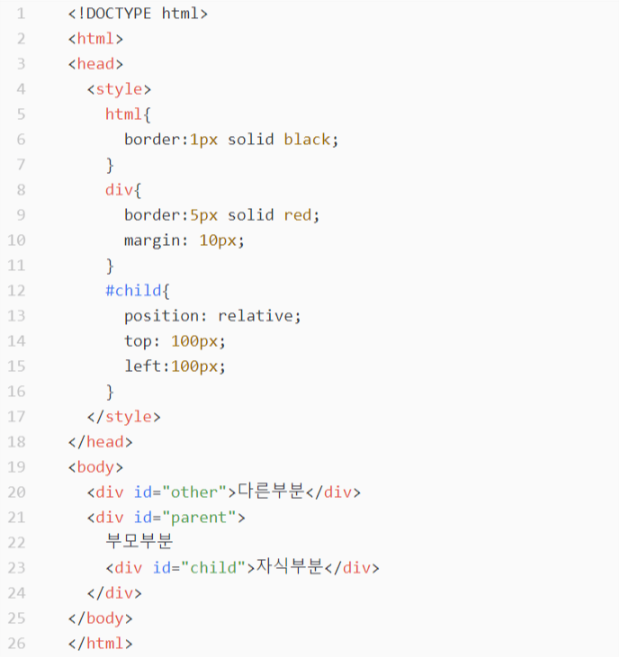 1 <!DOCTYPE html>
2 <html>
3 <head>
4 <style>
5 html{
6 border:1px solid black;
7 }
8 div{
9 border:5px solid red;
10 margin: 10px;
11 }
12 #child{
13 position: relative;
14 top: 100px;
15 left:100px;
16 }
17 </style>
18 </head>
19 <body>
20 <div id="other">다른부분</div>
21 <div id="parent">
22 부모부분
23 <div id="child">자식부분</div>
24 </div>
25 </body>
26 </html>